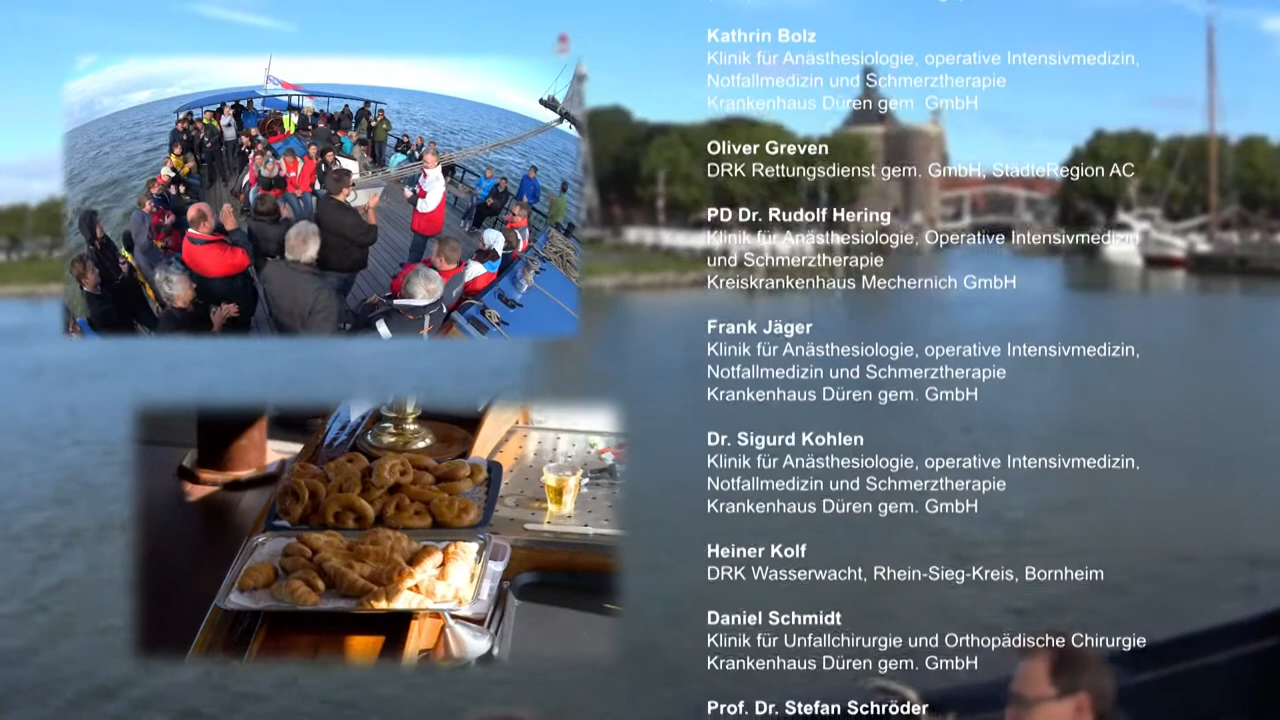 Kathrin Bolz
Klinik für Anästhesiologie, operative Intensivmedizin,
Notfallmedizin und Schmerztherapie
Krankenhaus Düren gem. GmbH
Oliver Greven
DRK Rettungsdienst gem. GmbH, StädteRegion AC
PD Dr. Rudolf Hering
Klinik für Anästhesiologie, Operative Intensivmedizin
und Schmerztherapie
Kreiskrankenhaus Mechernich GmbH
Frank Jäger
Klinik für Anästhesiologie, operative Intensivmedizin,
Notfallmedizin und Schmerztherapie
Krankenhaus Düren gem. GmbH
Dr. Sigurd Kohlen
Klinik für Anästhesiologie, operative Intensivmedizin,
Notfallmedizin und Schmerztherapie
Krankenhaus Düren gem. GmbH
Heiner Kolf
DRK Wasserwacht, Rhein-Sieg-Kreis, Bornheim
Daniel Schmidt
Klinik für Unfallchirurgie und Orthopädische Chirurgie
Krankenhaus Düren gem. GmbH
Prof. Dr. Stefan Schröder